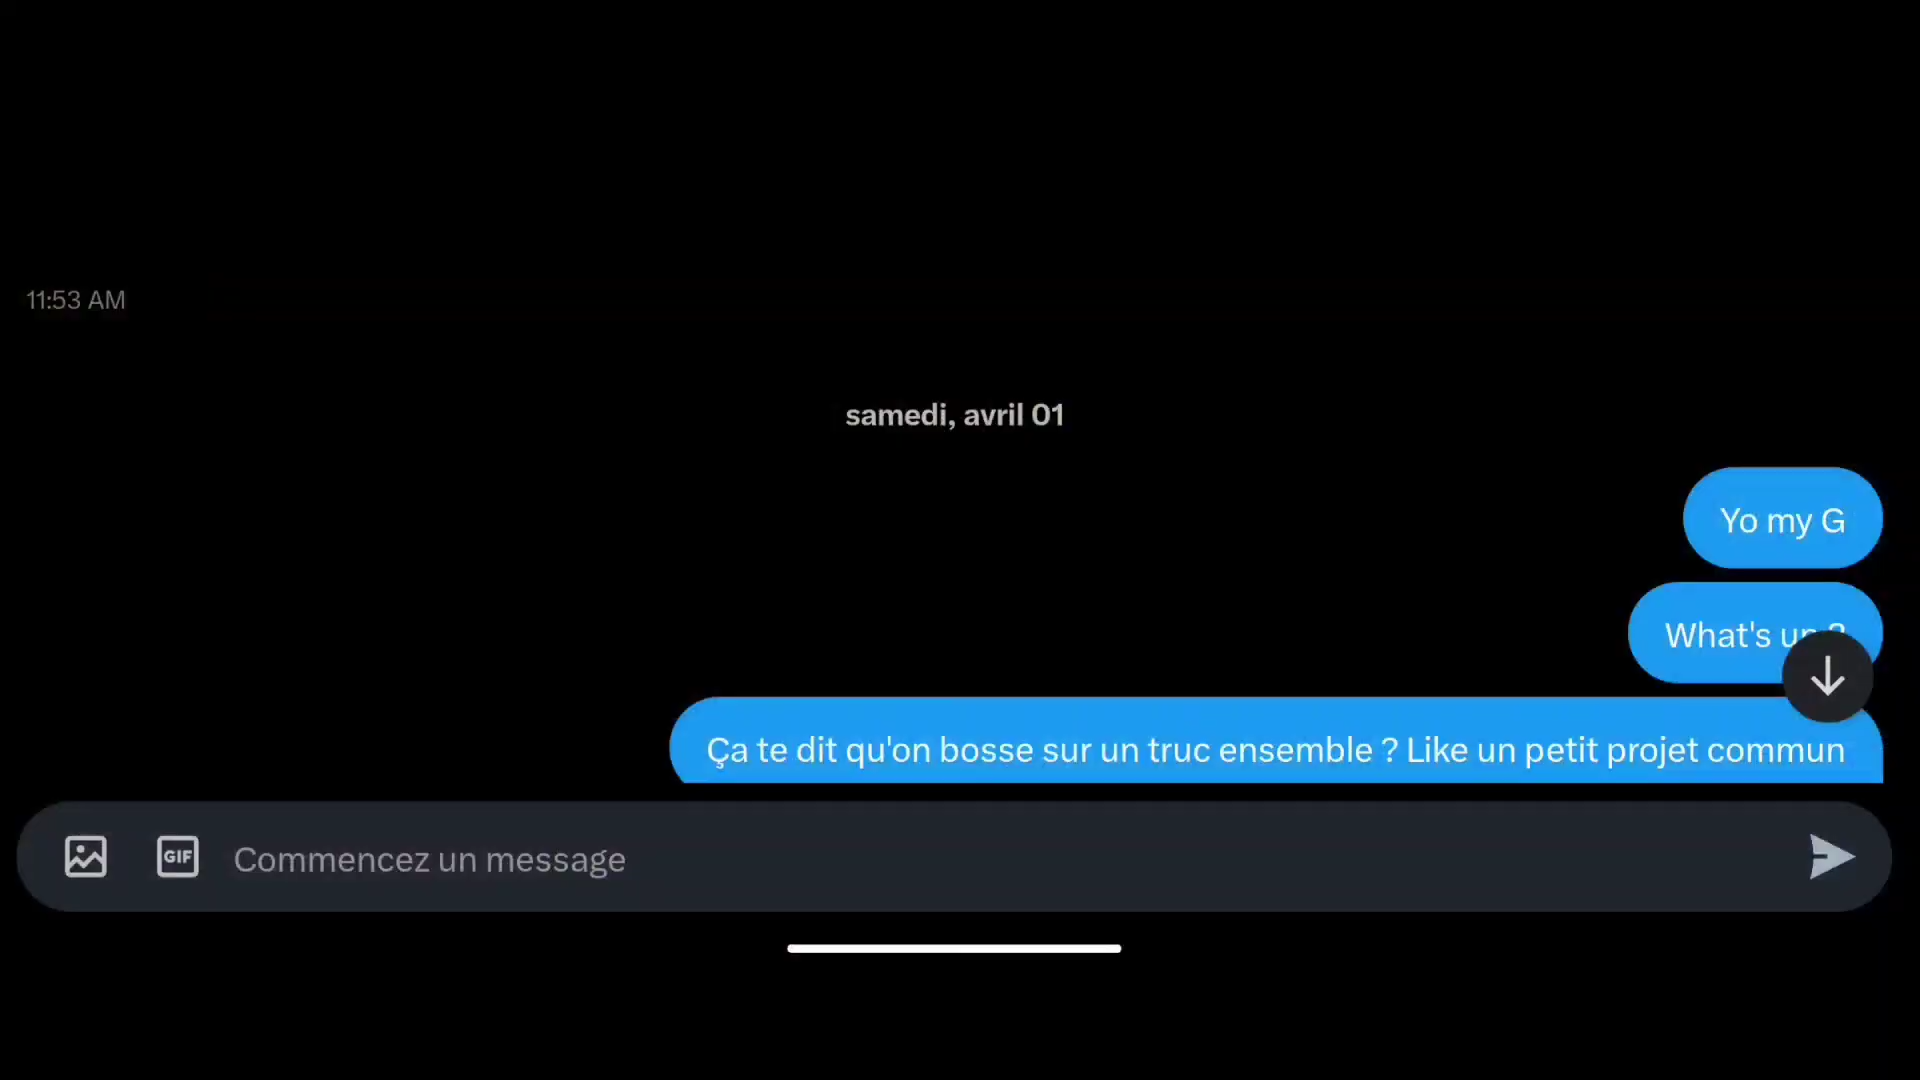 11:53 AM
samedi, avril 01
Yo my G
What's up ?
Ça te dit qu'on bosse sur un truc ensemble ? Like un petit projet commun
GIF
Commencez un message